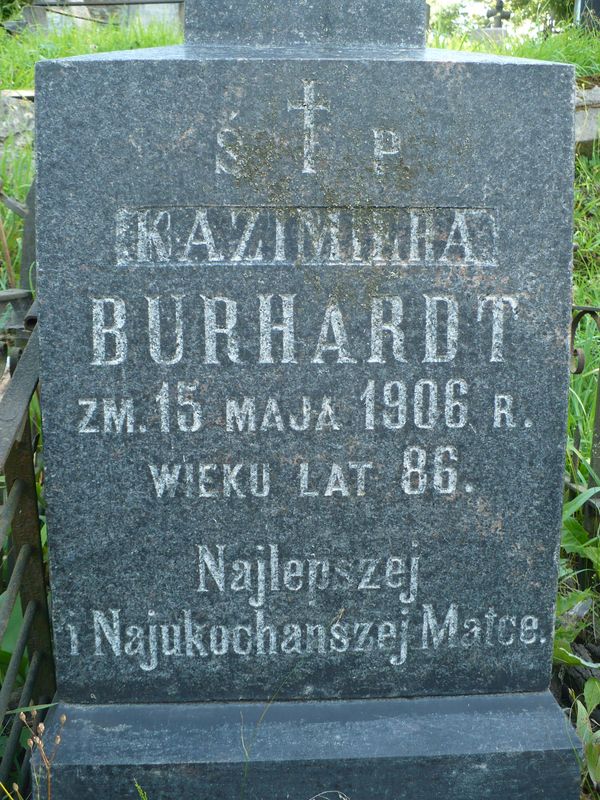 Ś P
KAZIMIERA
BURHARDT
ZM. 15 MAJA 1906 R.
WIEKU LAT 86.
Najlepszej
i Najukochanszej Matce.